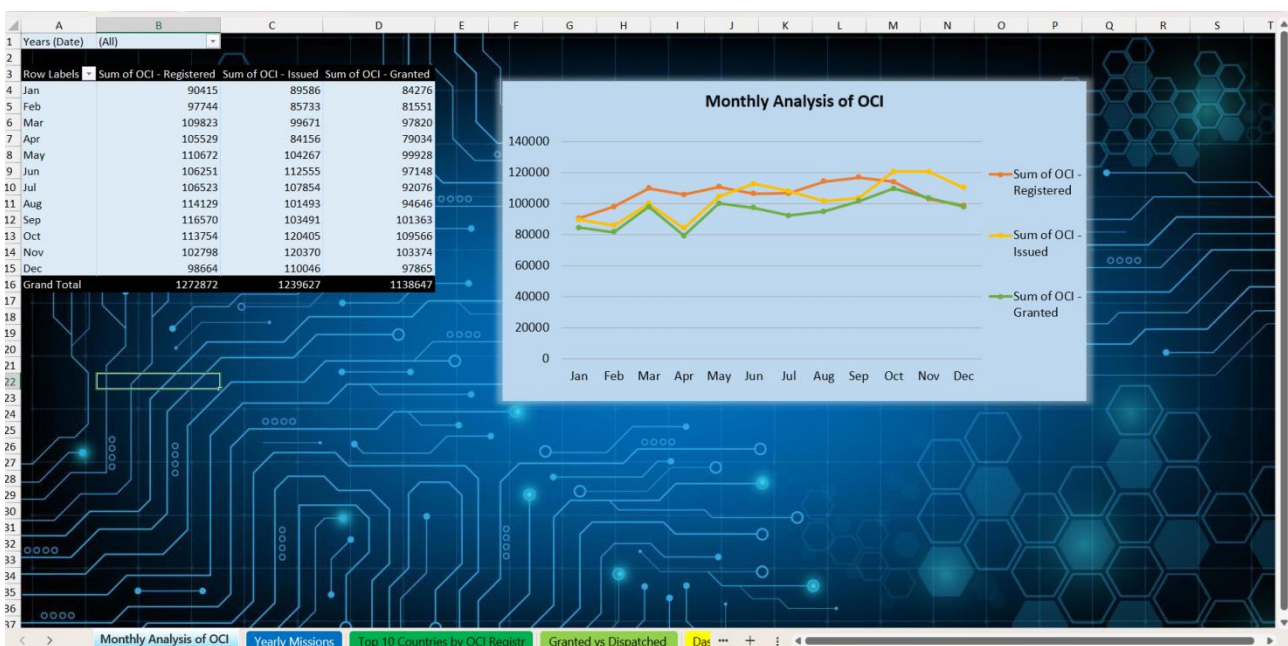 A B C D E F G H I J K L M N O P Q R S T
1 Years (Date) (All)
2
3 Row Labels Sum of OCI - Registered Sum of OCI - Issued Sum of OCI - Granted
4 Jan 90415 89586 84276
5 Feb 97744 85733 81551
6 Mar 109823 99671 97820
7 Apr 105529 84156 79034
8 May 110672 104267 99928
9 Jun 106251 112555 97148
10 Jul 106523 107854 92076
11 Aug 114129 101493 94646
12 Sep 116570 103491 101363
13 Oct 113754 120405 109566
14 Nov 102798 120370 103374
15 Dec 98664 110046 97865
16 Grand Total 1272872 1239627 1138647
17
18
19
20
21
22
23
24
25
26
27
28
29
30
31
32
33
34
35
36
37
Monthly Analysis of OCI
140000
120000
100000
80000
60000
40000
20000
0
Jan Feb Mar Apr May Jun Jul Aug Sep Oct Nov Dec
Sum of OCI -
Registered
Sum of OCI -
Issued
Sum of OCI -
Granted
Monthly Analysis of OCI Yearly Missions Top 10 Countries by OCI Registr Granted vs Dispatched Das ... +